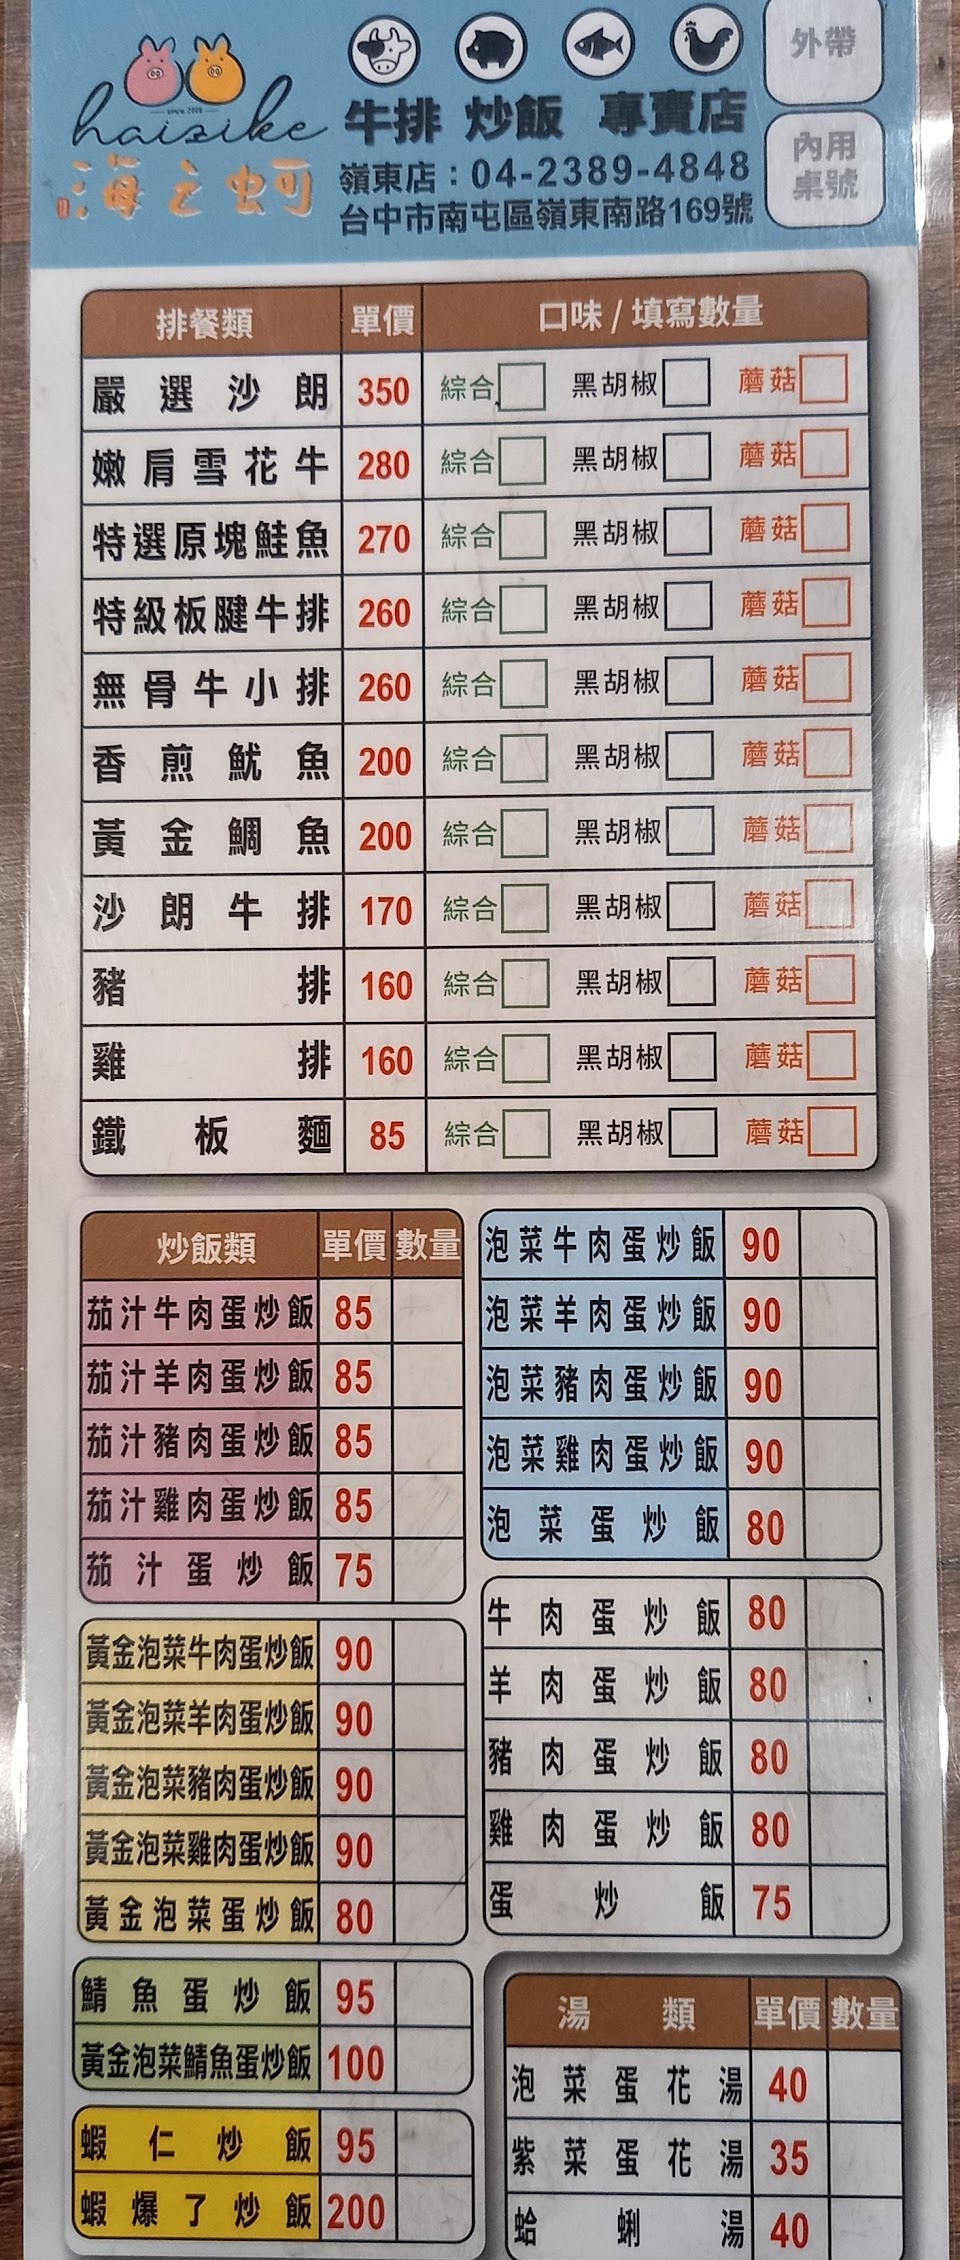 haizike
since 2008
海之蚵
牛排 炒飯 專賣店
嶺東店：04-2389-4848
台中市南屯區嶺東南路169號
外帶
內用
桌號
排餐類 單價 口味 / 填寫數量
嚴選沙朗 350 綜合 黑胡椒 蘑菇
嫩肩雪花牛 280 綜合 黑胡椒 蘑菇
特選原塊鮭魚 270 綜合 黑胡椒 蘑菇
特級板腱牛排 260 綜合 黑胡椒 蘑菇
無骨牛小排 260 綜合 黑胡椒 蘑菇
香煎魷魚 200 綜合 黑胡椒 蘑菇
黃金鯛魚 200 綜合 黑胡椒 蘑菇
沙朗牛排 170 綜合 黑胡椒 蘑菇
豬排 160 綜合 黑胡椒 蘑菇
雞排 160 綜合 黑胡椒 蘑菇
鐵板麵 85 綜合 黑胡椒 蘑菇
炒飯類 單價 數量
茄汁牛肉蛋炒飯 85
茄汁羊肉蛋炒飯 85
茄汁豬肉蛋炒飯 85
茄汁雞肉蛋炒飯 85
茄汁蛋炒飯 75
黃金泡菜牛肉蛋炒飯 90
黃金泡菜羊肉蛋炒飯 90
黃金泡菜豬肉蛋炒飯 90
黃金泡菜雞肉蛋炒飯 90
黃金泡菜蛋炒飯 80
鯖魚蛋炒飯 95
黃金泡菜鯖魚蛋炒飯 100
蝦仁炒飯 95
蝦爆了炒飯 200
泡菜牛肉蛋炒飯 90
泡菜羊肉蛋炒飯 90
泡菜豬肉蛋炒飯 90
泡菜雞肉蛋炒飯 90
泡菜蛋炒飯 80
牛肉蛋炒飯 80
羊肉蛋炒飯 80
豬肉蛋炒飯 80
雞肉蛋炒飯 80
蛋炒飯 75
湯類 單價 數量
泡菜蛋花湯 40
紫菜蛋花湯 35
蛤蜊湯 40